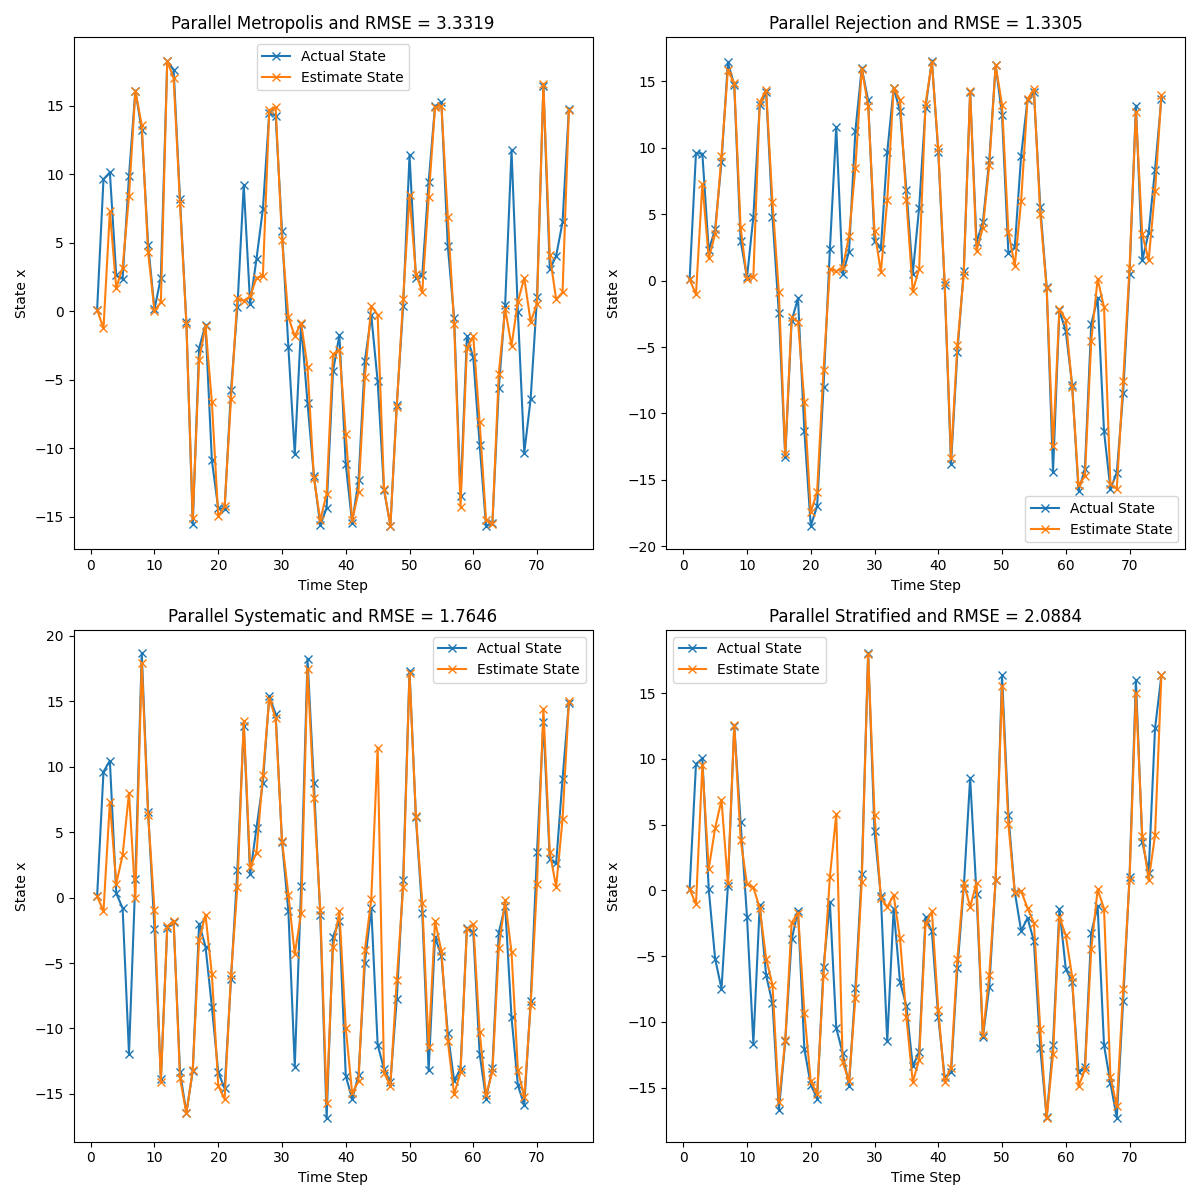 Parallel Metropolis and RMSE = 3.3319
Actual State
Estimate State
State x
15
10
5
0
−5
−10
−15
0 10 20 30 40 50 60 70
Time Step
Parallel Rejection and RMSE = 1.3305
State x
15
10
5
0
−5
−10
−15
−20
Actual State
Estimate State
0 10 20 30 40 50 60 70
Time Step
Parallel Systematic and RMSE = 1.7646
Actual State
Estimate State
State x
20
15
10
5
0
−5
−10
−15
0 10 20 30 40 50 60 70
Time Step
Parallel Stratified and RMSE = 2.0884
Actual State
Estimate State
State x
15
10
5
0
−5
−10
−15
0 10 20 30 40 50 60 70
Time Step